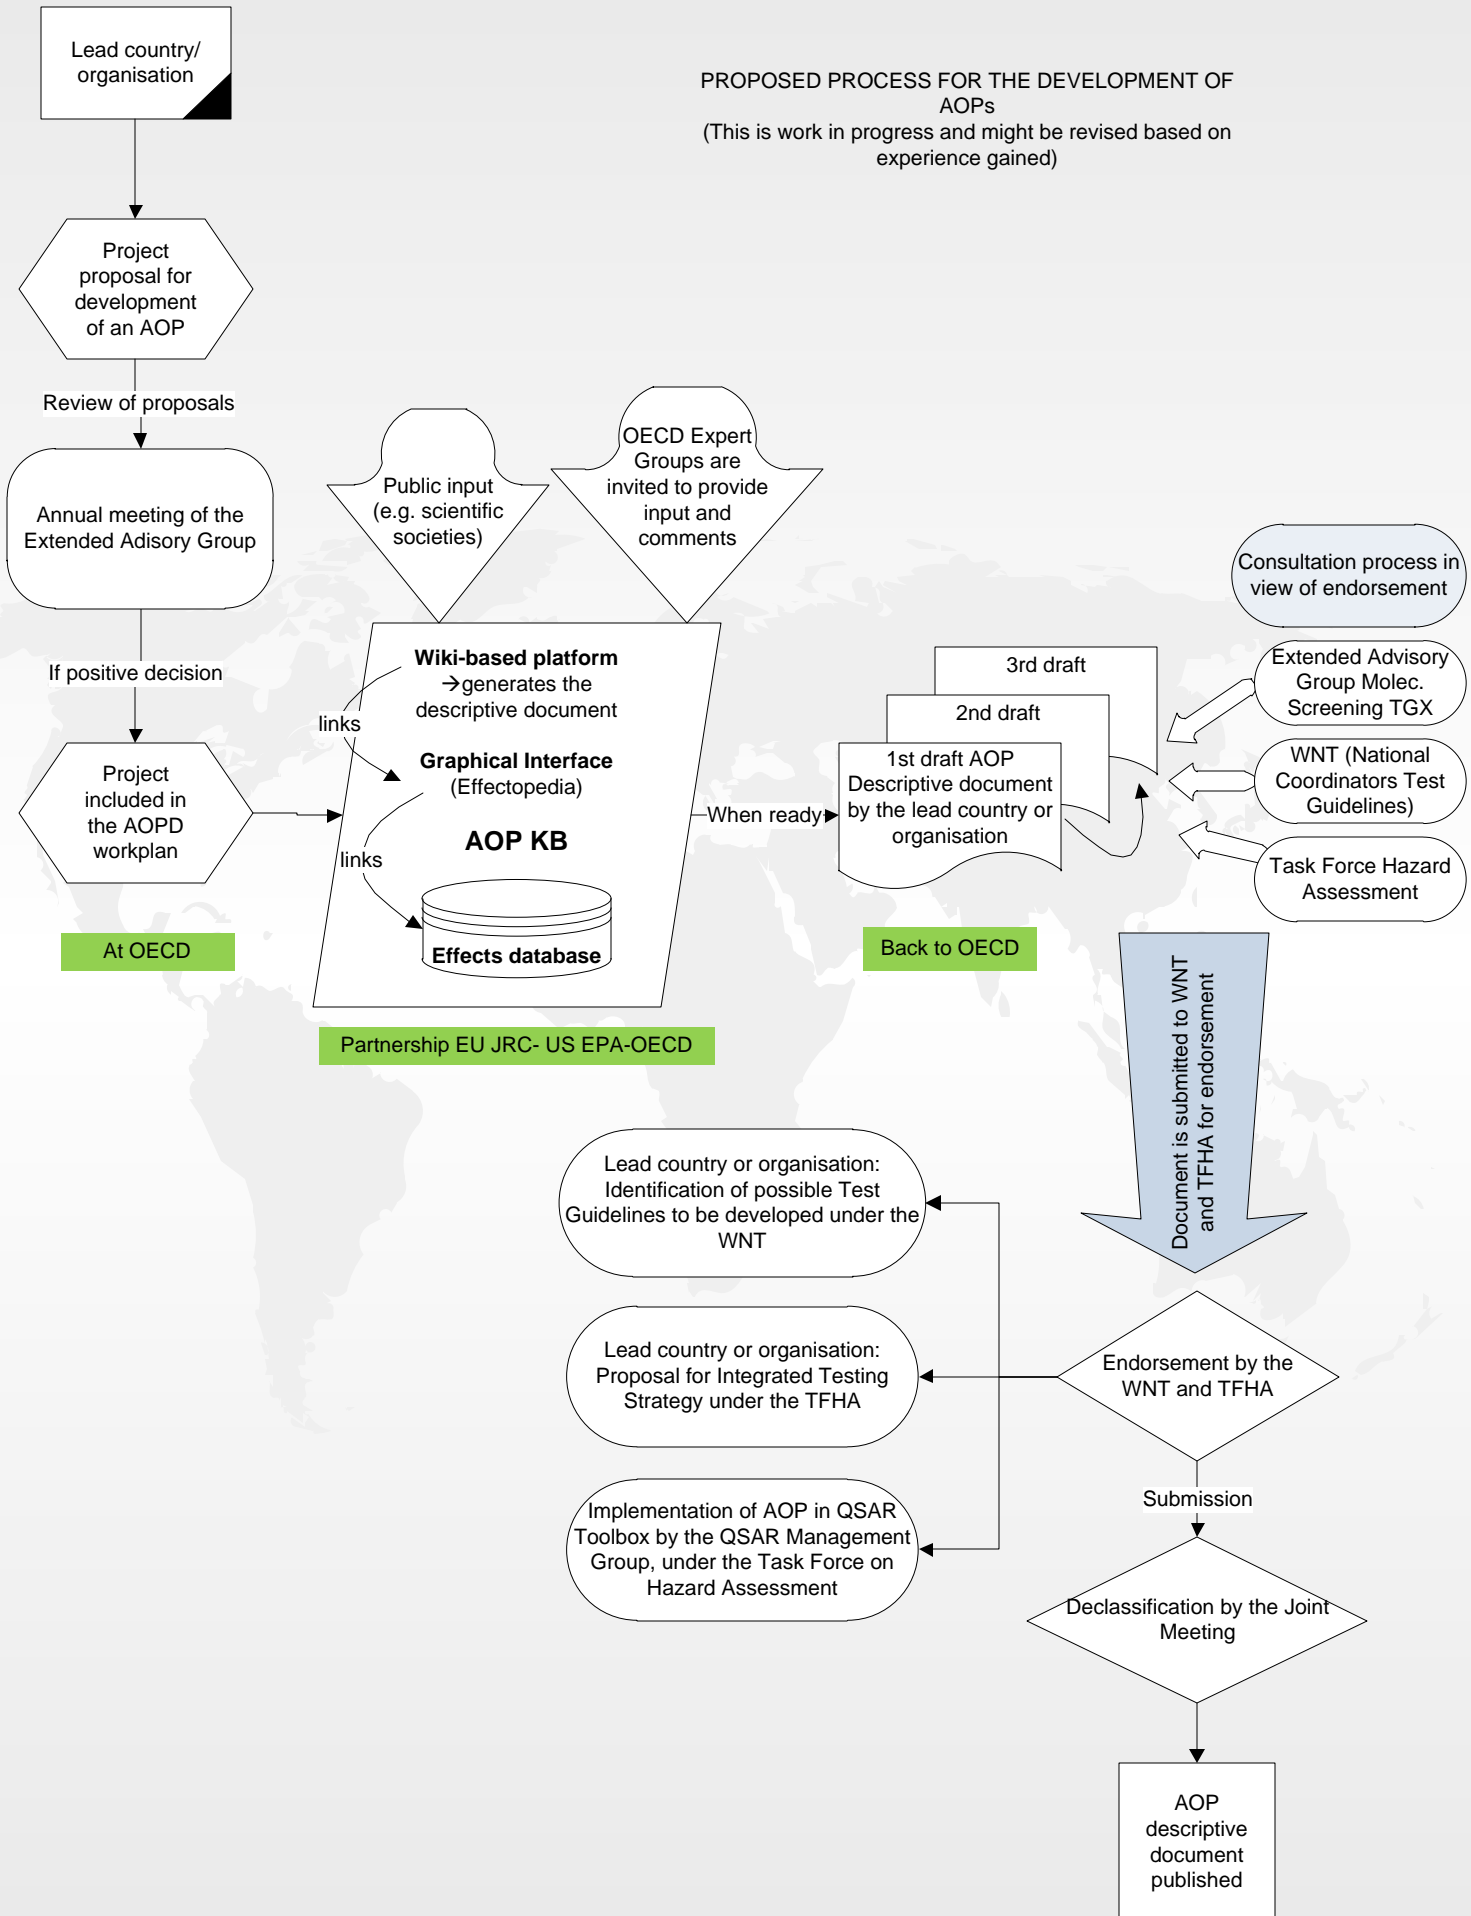 Lead country/
organisation
PROPOSED PROCESS FOR THE DEVELOPMENT OF
AOPs
(This is work in progress and might be revised based on
experience gained)
Project
proposal for
development
of an AOP
Review of proposals
Annual meeting of the
Extended Adisory Group
If positive decision
Project
included in
the AOPD
workplan
At OECD
Public input
(e.g. scientific
societies)
OECD Expert
Groups are
invited to provide
input and
comments
Wiki-based platform
→generates the
descriptive document
links
Graphical Interface
(Effectopedia)
AOP KB
links
Effects database
Partnership EU JRC- US EPA-OECD
When ready
3rd draft
2nd draft
1st draft AOP
Descriptive document
by the lead country or
organisation
Back to OECD
Consultation process in
view of endorsement
Extended Advisory
Group Molec.
Screening TGX
WNT (National
Coordinators Test
Guidelines)
Task Force Hazard
Assessment
Document is submitted to WNT
and TFHA for endorsement
Lead country or organisation:
Identification of possible Test
Guidelines to be developed under the
WNT
Lead country or organisation:
Proposal for Integrated Testing
Strategy under the TFHA
Implementation of AOP in QSAR
Toolbox by the QSAR Management
Group, under the Task Force on
Hazard Assessment
Endorsement by the
WNT and TFHA
Submission
Declassification by the Joint
Meeting
AOP
descriptive
document
published